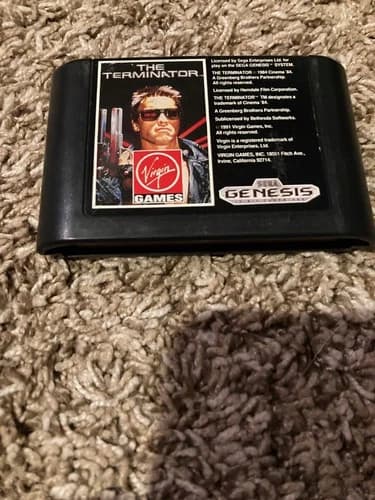 THE
TERMINATOR
Virgin
GAMES
Licensed by Sega Enterprises Ltd. for
play on the SEGA GENESIS™ SYSTEM.
THE TERMINATOR ~ 1984 Cinema '84.
A Greenberg Brothers Partnership.
All rights reserved.
Licensed by Hemdale Film Corporation.
THE TERMINATOR ™ designates a
trademark of Cinema '84.
A Greenberg Brothers Partnership.
Sublicensed by Bethesda Softworks.
© 1991 Virgin Games, Inc.
All rights reserved.
Virgin is a registered trademark of
Virgin Enterprises, Ltd.
VIRGIN GAMES, INC. 18061 Fitch Ave.,
Irvine, California 92714.
SEGA
GENESIS